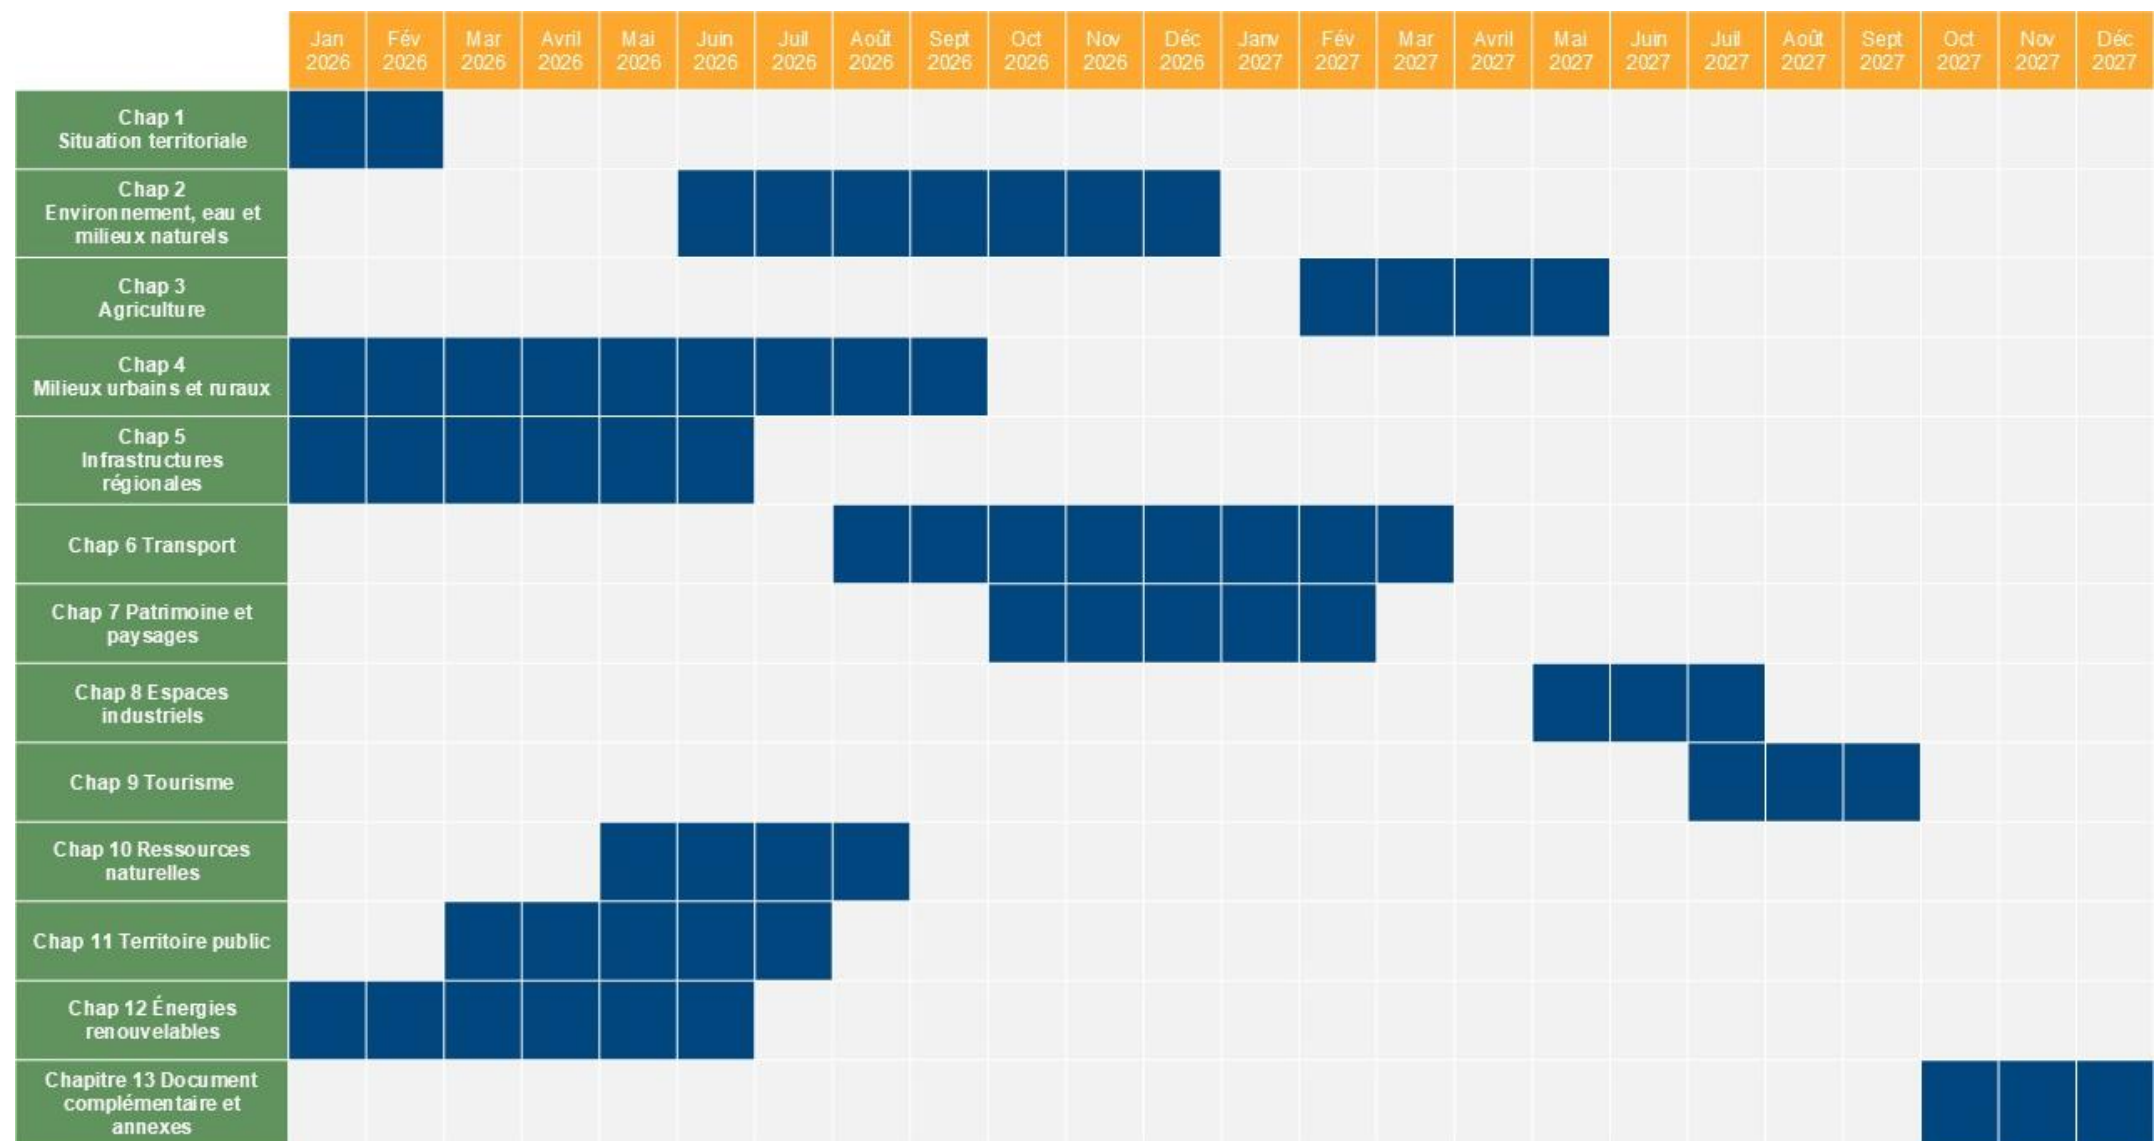 Jan Fév Mar Avril Mai Juin Juil Août Sept Oct Nov Déc Janv Fév Mar Avril Mai Juin Juil Août Sept Oct Nov Déc
2026 2026 2026 2026 2026 2026 2026 2026 2026 2026 2026 2026 2027 2027 2027 2027 2027 2027 2027 2027 2027 2027 2027 2027
Chap 1
Situation territoriale
Chap 2
Environnement, eau et
milieux naturels
Chap 3
Agriculture
Chap 4
Milieux urbains et ruraux
Chap 5
Infrastructures
régionales
Chap 6 Transport
Chap 7 Patrimoine et
paysages
Chap 8 Espaces
industriels
Chap 9 Tourisme
Chap 10 Ressources
naturelles
Chap 11 Territoire public
Chap 12 Énergies
renouvelables
Chapitre 13 Document
complémentaire et
annexes